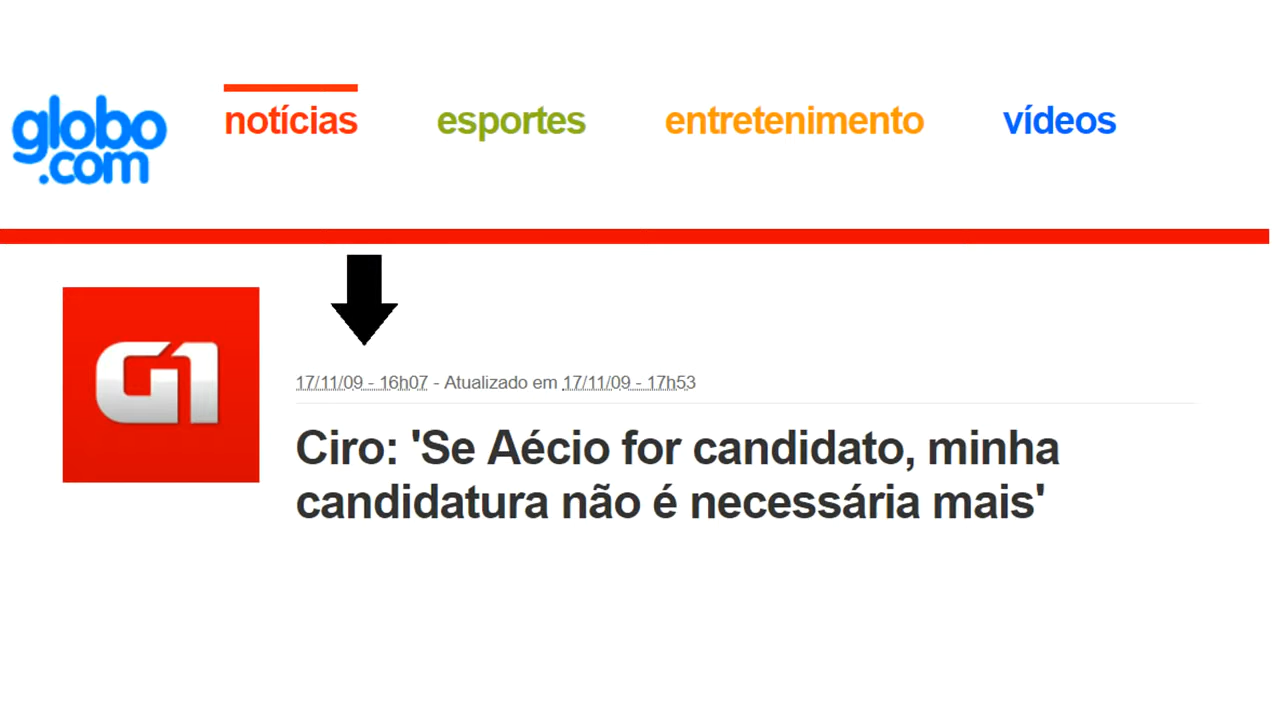 globo
.com
notícias
esportes
entretenimento
vídeos
G1
17/11/09 - 16h07 - Atualizado em 17/11/09 - 17h53
Ciro: 'Se Aécio for candidato, minha
candidatura não é necessária mais'